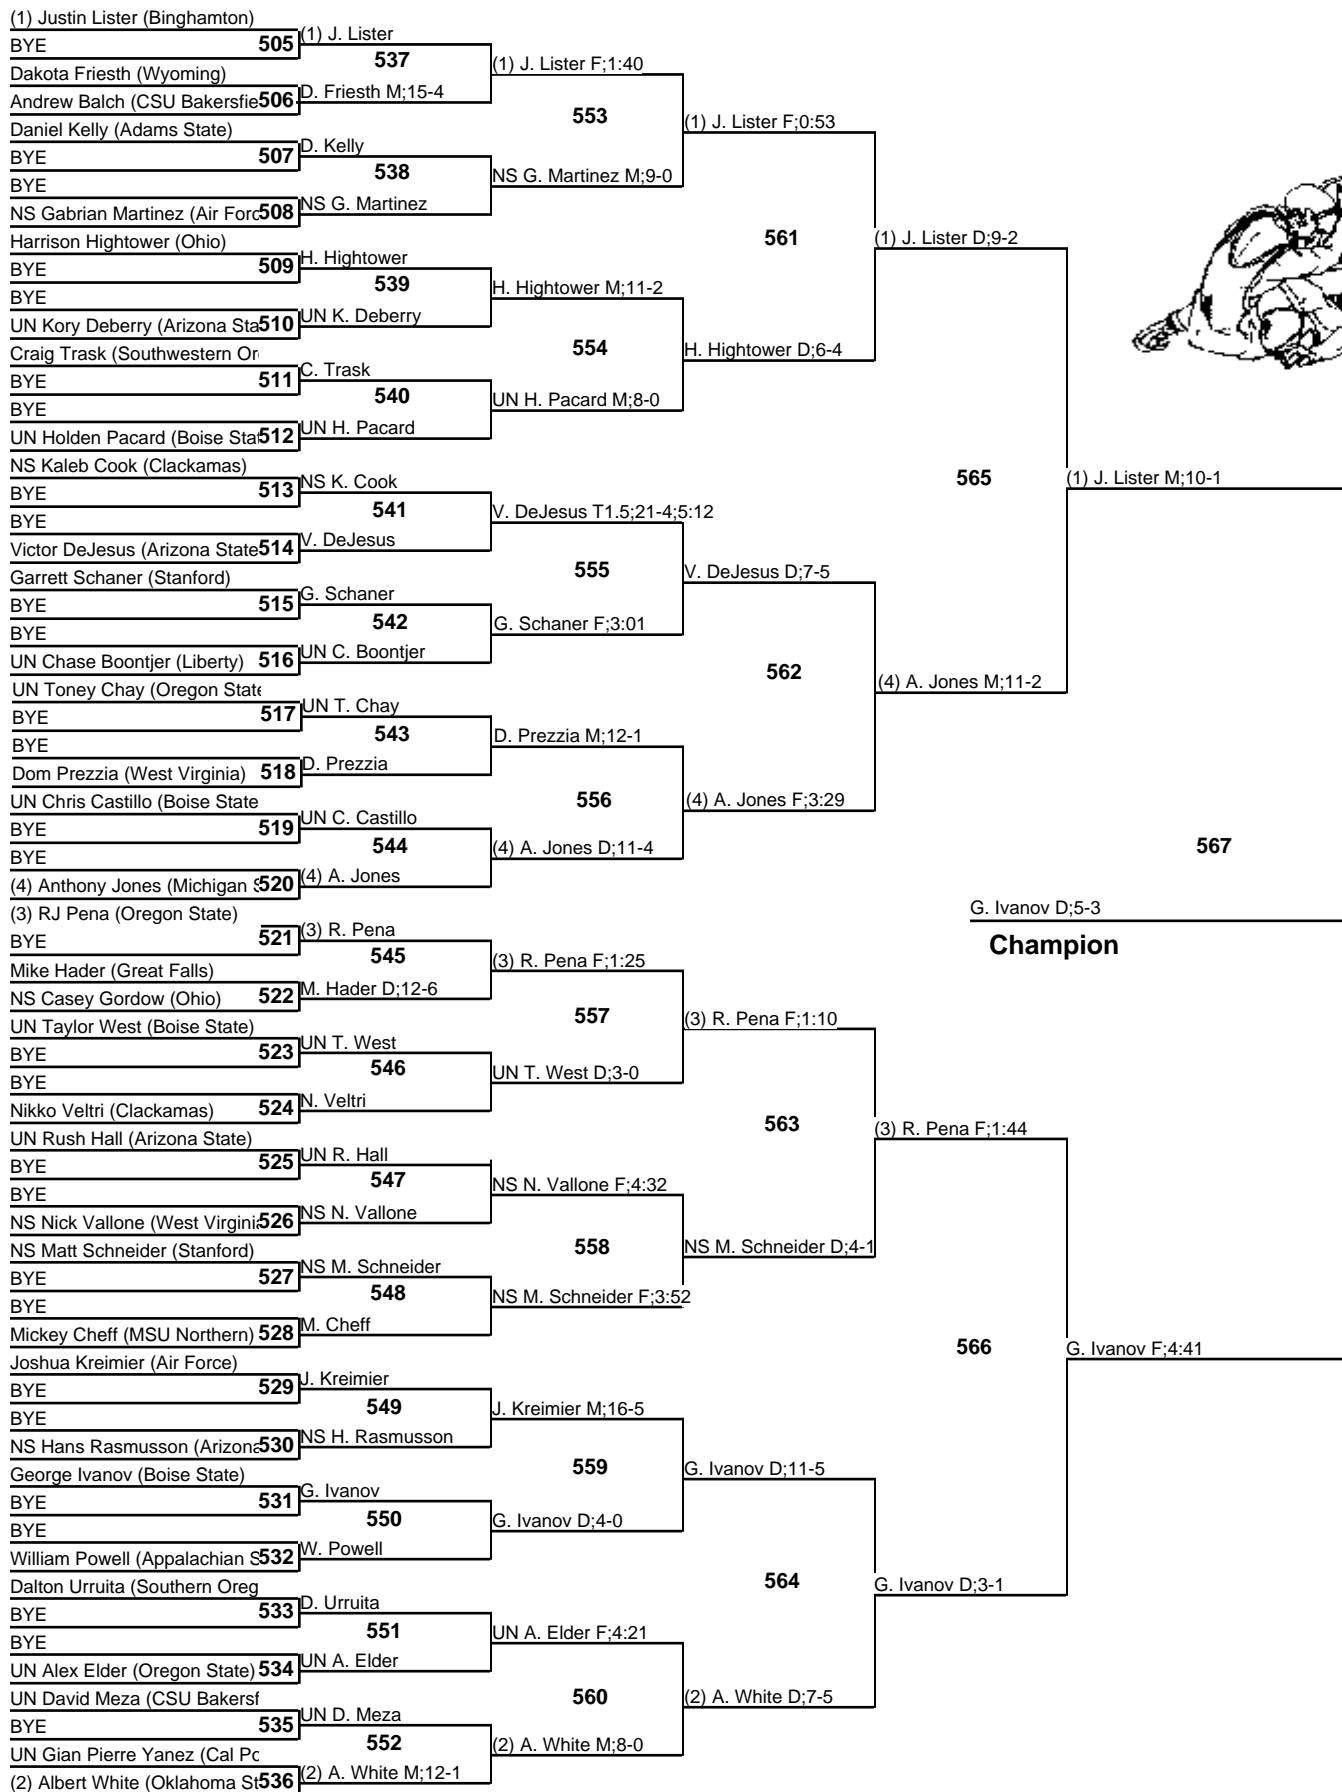 (1) Justin Lister (Binghamton)
BYE
505
(1) J. Lister
537
Dakota Friesth (Wyoming)
Andrew Balch (CSU Bakersfie
506
D. Friesth M;15-4
(1) J. Lister F;1:40
553
Daniel Kelly (Adams State)
BYE
507
D. Kelly
538
BYE
NS Gabrian Martinez (Air Forc
508
NS G. Martinez
NS G. Martinez M;9-0
(1) J. Lister F;0:53
561
Harrison Hightower (Ohio)
BYE
509
H. Hightower
539
BYE
UN Kory Deberry (Arizona Sta
510
UN K. Deberry
H. Hightower M;11-2
554
Craig Trask (Southwestern Or
BYE
511
C. Trask
540
BYE
UN Holden Pacard (Boise Stat
512
UN H. Pacard
UN H. Pacard M;8-0
H. Hightower D;6-4
(1) J. Lister D;9-2
565
NS Kaleb Cook (Clackamas)
BYE
513
NS K. Cook
541
BYE
Victor DeJesus (Arizona State
514
V. DeJesus
V. DeJesus T1.5;21-4;5:12
555
Garrett Schaner (Stanford)
BYE
515
G. Schaner
542
BYE
UN Chase Boontjer (Liberty)
516
UN C. Boontjer
G. Schaner F;3:01
V. DeJesus D;7-5
562
UN Toney Chay (Oregon State
BYE
517
UN T. Chay
543
BYE
Dom Prezzia (West Virginia)
518
D. Prezzia
D. Prezzia M;12-1
556
UN Chris Castillo (Boise State
BYE
519
UN C. Castillo
544
BYE
(4) Anthony Jones (Michigan S
520
(4) A. Jones
(4) A. Jones D;11-4
(4) A. Jones F;3:29
(4) A. Jones M;11-2
(1) J. Lister M;10-1
567
G. Ivanov D;5-3
Champion
(3) RJ Pena (Oregon State)
BYE
521
(3) R. Pena
545
Mike Hader (Great Falls)
NS Casey Gordow (Ohio)
522
M. Hader D;12-6
(3) R. Pena F;1:25
557
UN Taylor West (Boise State)
BYE
523
UN T. West
546
BYE
Nikko Veltri (Clackamas)
524
N. Veltri
UN T. West D;3-0
(3) R. Pena F;1:10
563
UN Rush Hall (Arizona State)
BYE
525
UN R. Hall
547
BYE
NS Nick Vallone (West Virginia
526
NS N. Vallone
NS N. Vallone F;4:32
558
NS Matt Schneider (Stanford)
BYE
527
NS M. Schneider
548
BYE
Mickey Cheff (MSU Northern)
528
M. Cheff
NS M. Schneider F;3:52
NS M. Schneider D;4-1
(3) R. Pena F;1:44
566
Joshua Kreimier (Air Force)
BYE
529
J. Kreimier
549
BYE
NS Hans Rasmusson (Arizona
530
NS H. Rasmusson
J. Kreimier M;16-5
559
George Ivanov (Boise State)
BYE
531
G. Ivanov
550
BYE
William Powell (Appalachian S
532
W. Powell
G. Ivanov D;4-0
G. Ivanov D;11-5
564
Dalton Urruita (Southern Oreg
BYE
533
D. Urruita
551
BYE
UN Alex Elder (Oregon State)
534
UN A. Elder
UN A. Elder F;4:21
560
UN David Meza (CSU Bakersf
BYE
535
UN D. Meza
552
UN Gian Pierre Yanez (Cal Po
(2) Albert White (Oklahoma St
536
(2) A. White M;12-1
(2) A. White M;8-0
(2) A. White D;7-5
G. Ivanov D;3-1
G. Ivanov F;4:41